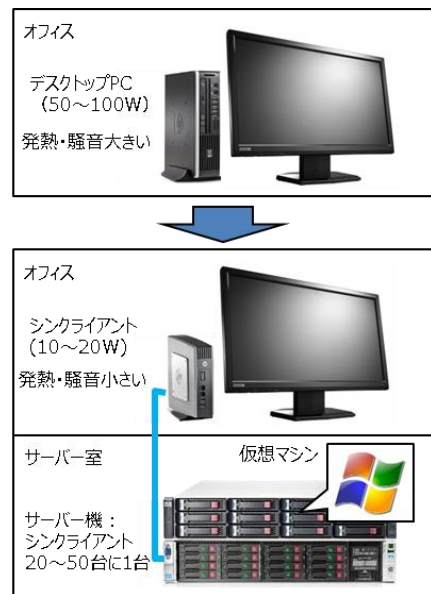 オフィス
デスクトップPC
(50～100W)
発熱・騒音大きい
オフィス
シンクライアント
(10～20W)
発熱・騒音小さい
サーバー室
仮想マシン
サーバー機：
シンクライアント
20～50台に1台